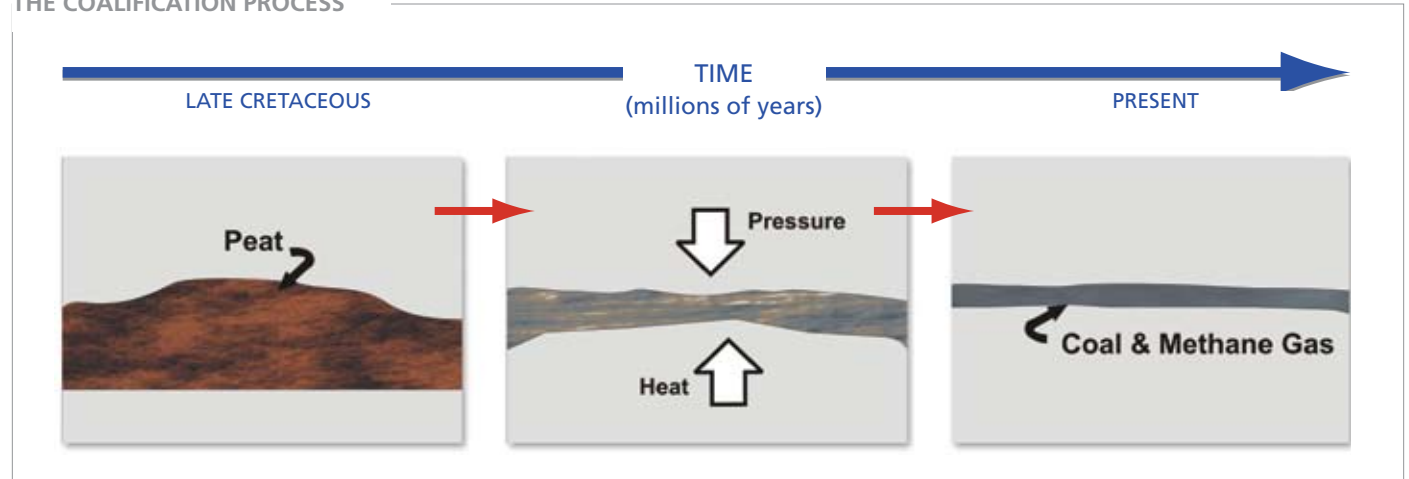 THE COALIFICATION PROCESS
TIME
(millions of years)
LATE CRETACEOUS
PRESENT
Peat
Pressure
Heat
Coal & Methane Gas